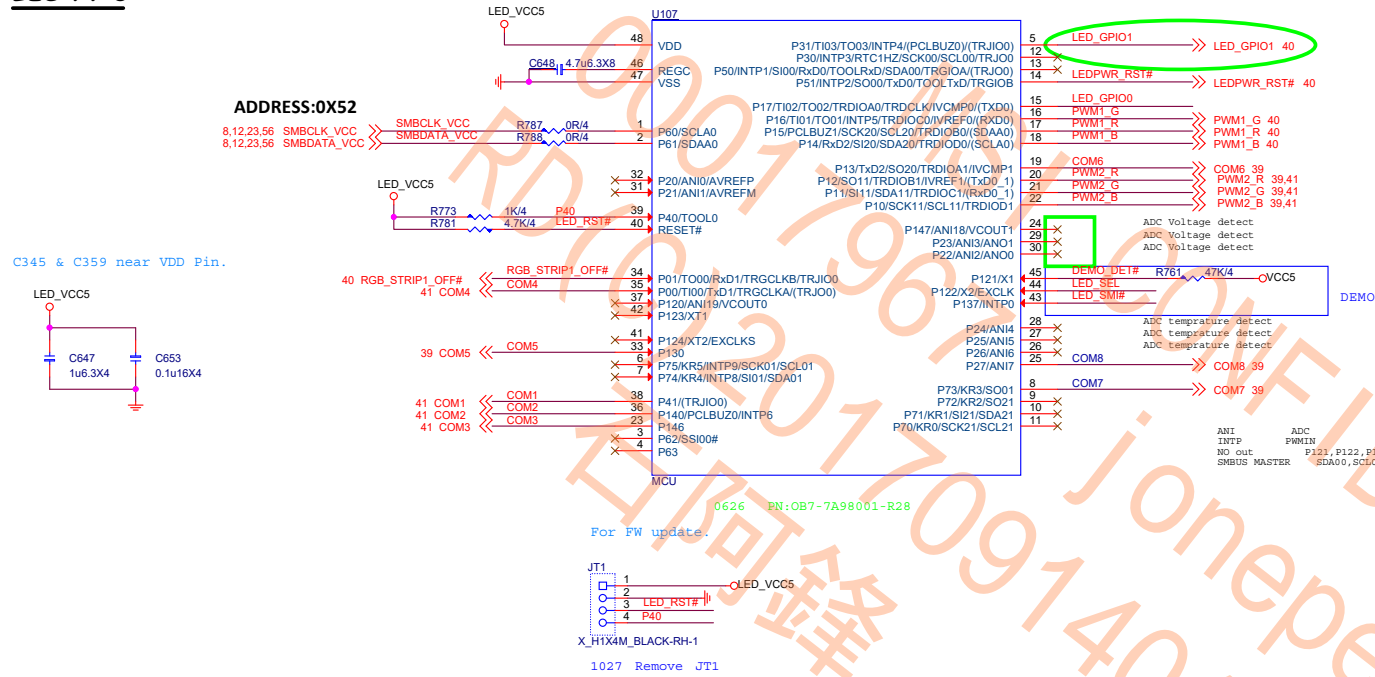 LED_VCC5
U107
48 VDD
C648 4.7u6.3X8
46 REGC
47 VSS
ADDRESS:0X52
8,12,23,56 SMBCLK_VCC SMBCLK_VCC R787 0R/4 1 P60/SCLA0
8,12,23,56 SMBDATA_VCC SMBDATA_VCC R788 0R/4 2 P61/SDAA0
32 P20/ANI0/AVREFP
31 P21/ANI1/AVREFM
LED_VCC5
R773 1K/4 P40 39 P40/TOOL0
R781 4.7K/4 LED_RST# 40 RESET#
40 RGB_STRIP1_OFF# RGB_STRIP1_OFF# 34 P01/TO00/RxD1/TRGCLKB/TRJIO0
41 COM4 COM4 35 P00/TI00/TxD1/TRGCLKA/(TRJO0)
37 P120/ANI19/VCOUT0
42 P123/XT1
41 P124/XT2/EXCLKS
39 COM5 COM5 33 P130
6 P75/KR5/INTP9/SCK01/SCL01
7 P74/KR4/INTP8/SI01/SDA01
41 COM1 COM1 38 P41/(TRJIO0)
41 COM2 COM2 36 P140/PCLBUZ0/INTP6
41 COM3 COM3 23 P146
3 P62/SSI00#
4 P63
MCU
P31/TI03/TO03/INTP4/(PCLBUZ0)/(TRJIO0) 5 LED_GPIO1 LED_GPIO1 40
P30/INTP3/RTC1HZ/SCK00/SCL00/TRJO0 12
P50/INTP1/SI00/RxD0/TOOLRxD/SDA00/TRGIOA/(TRJO0) 13
P51/INTP2/SO00/TxD0/TOOLTxD/TRGIOB 14 LEDPWR_RST# LEDPWR_RST# 40
P17/TI02/TO02/TRDIOA0/TRDCLK/IVCMP0/(TXD0) 15 LED_GPIO0
P16/TI01/TO01/INTP5/TRDIOC0/IVREF0/(RXD0) 16 PWM1_G PWM1_G 40
P15/PCLBUZ1/SCK20/SCL20/TRDIOB0/(SDAA0) 17 PWM1_R PWM1_R 40
P14/RxD2/SI20/SDA20/TRDIOD0/(SCLA0) 18 PWM1_B PWM1_B 40
P13/TxD2/SO20/TRDIOA1/IVCMP1 19 COM6 COM6 39
P12/SO11/TRDIOB1/IVREF1/(TxD0_1) 20 PWM2_R PWM2_R 39,41
P11/SI11/SDA11/TRDIOC1/(RxD0_1) 21 PWM2_G PWM2_G 39,41
P10/SCK11/SCL11/TRDIOD1 22 PWM2_B PWM2_B 39,41
P147/ANI18/VCOUT1 24 ADC Voltage detect
P23/ANI3/ANO1 29 ADC Voltage detect
P22/ANI2/ANO0 30 ADC Voltage detect
P121/X1 45 DEMO_DET# R761 47K/4 VCC5
P122/X2/EXCLK 44 LED_SEL
P137/INTP0 43 LED_SMI#
DEMO
P24/ANI4 28 ADC temprature detect
P25/ANI5 27 ADC temprature detect
P26/ANI6 26 ADC temprature detect
P27/ANI7 25 COM8 COM8 39
P73/KR3/SO01 8 COM7 COM7 39
P72/KR2/SO21 9
P71/KR1/SI21/SDA21 10
P70/KR0/SCK21/SCL21 11
ANI ADC
INTP PWMIN
NO out P121,P122,P1
SMBUS MASTER SDA00,SCL0
C345 & C359 near VDD Pin.
LED_VCC5
C647 C653
1u6.3X4 0.1u16X4
0626 PN:OB7-7A98001-R28
For FW update.
JT1
1 LED_VCC5
2
3 LED_RST#
4 P40
X_H1X4M_BLACK-RH-1
1027 Remove JT1